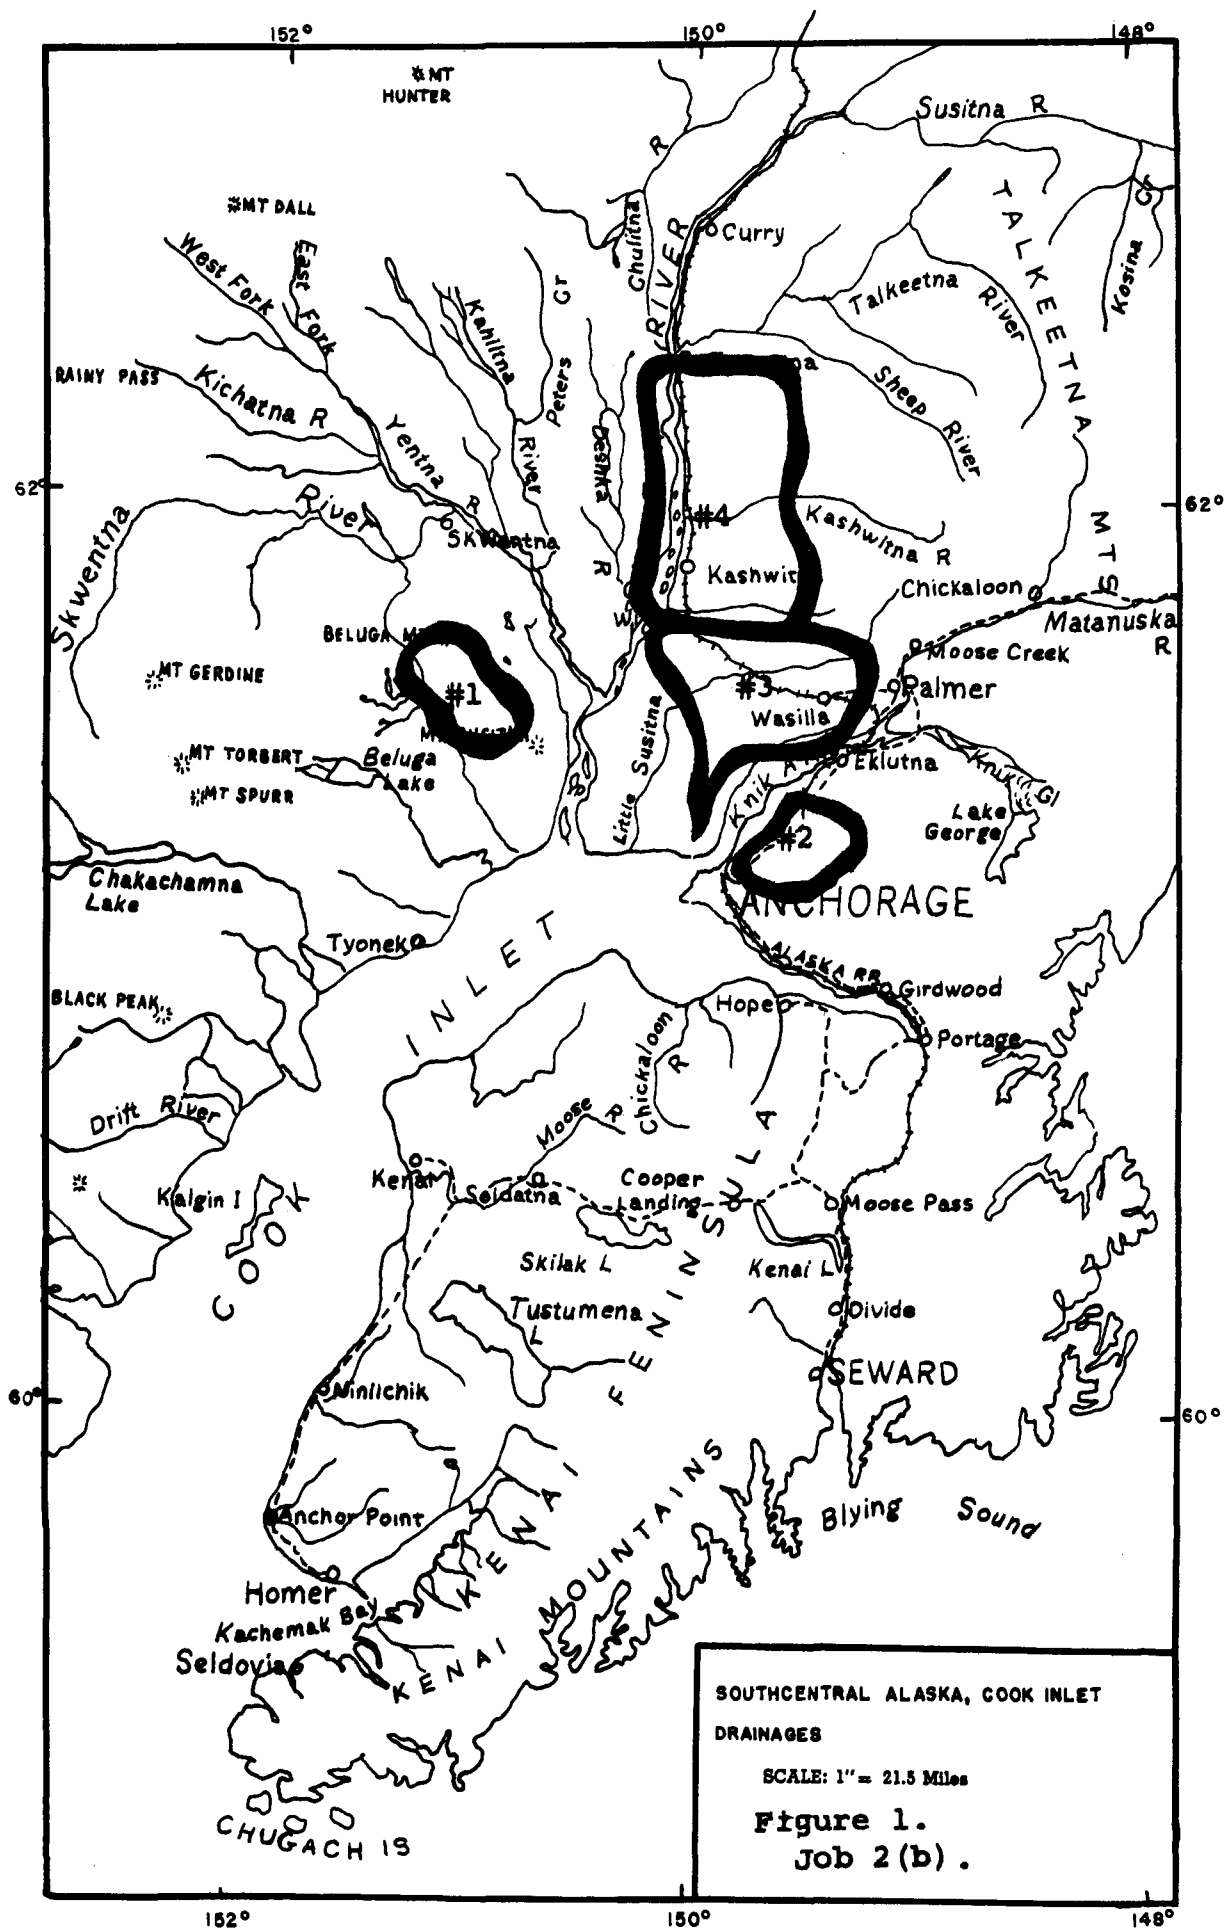 152°
150°
148°
MT
HUNTER
Susitna R
MT DALL
TALKEETNA
Cr
Curry
RIVER
Chulitna
R
West Fork
East
Fork
Kosina
Talkeetna
River
Kahiltna
Peters
Cr
RAINY PASS
Kichatna R
Sheep
River
Yentna
R
River
Deshka
R
62°
62°
River
Skwentna
Skwentna
#4
Kashwitna R
MTS
Kashwit
Chickaloon
Matanuska
R
BELUGA M
Moose Creek
MT GERDINE
#1
#3
Palmer
Wasilla
Little Susitna
MT TORBERT
Beluga
Lake
Eklutna
Knik A
Knik
Gl
MT SPURR
Lake
George
#2
Chakachamna
Lake
ANCHORAGE
Tyonek
COOK INLET
ALASKA RR
BLACK PEAK
Hope
Girdwood
Portage
Chickaloon
R
Drift River
Moose R
Kenai
Soldatna
Cooper
Landing
Kalgin I
Moose Pass
Skilak L
Kenai L
Tustumena
L
Divide
60°
60°
SEWARD
Ninilchik
KENAI FENINSULA
Anchor Point
Blying Sound
Homer
KENAI MOUNTAINS
Kachemak Bay
Seldovia
CHUGACH IS
SOUTHCENTRAL ALASKA, COOK INLET
DRAINAGES
SCALE: 1" = 21.5 Miles
Figure 1.
Job 2(b).
152°
150°
148°